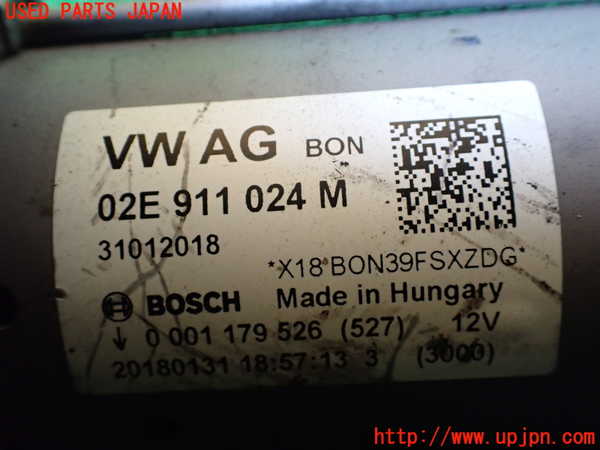 USED PARTS JAPAN
VW AG BON
02E 911 024 M
31012018
*X18 BON39FSXZDG*
BOSCH Made in Hungary
↓ 0 001 179 526 (527) 12V
20180131 18:57:13 3 (3000)
http://www.upjpn.com/